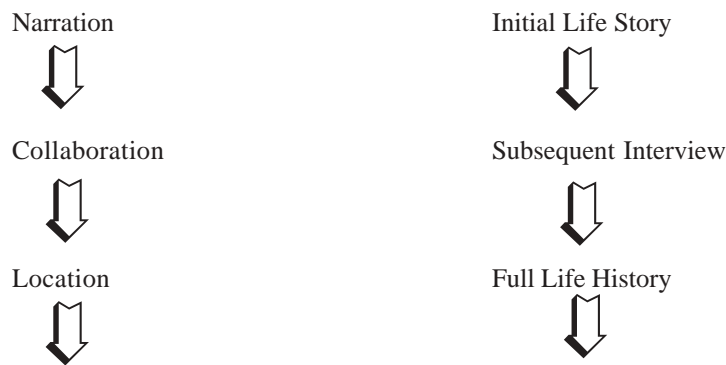 Narration
Initial Life Story
Collaboration
Subsequent Interview
Location
Full Life History